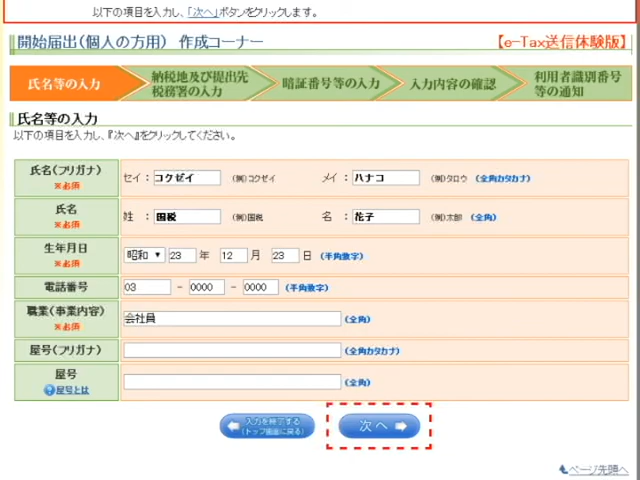 以下の項目を入力し、「次へ」ボタンをクリックします。
開始届出(個人の方用) 作成コーナー
【e-Tax送信体験版】
氏名等の入力
納税地及び提出先
税務署の入力
暗証番号等の入力
入力内容の確認
利用者識別番号
等の通知
氏名等の入力
以下の項目を入力し、『次へ』をクリックしてください。
氏名(フリガナ)
※必須
セイ： コクゼイ (例)コクゼイ メイ： ハナコ (例)タロウ (全角カタカナ)
氏名
※必須
姓 ： 国税 (例)国税 名 ： 花子 (例)太郎 (全角)
生年月日
※必須
昭和 ▼ 23 年 12 月 23 日 (半角数字)
電話番号 03 - 0000 - 0000 (半角数字)
職業(事業内容)
※必須
会社員 (全角)
屋号(フリガナ) (全角カタカナ)
屋号
屋号とは
(全角)
入力を終了する
(トップ画面に戻る)
次へ
ページ先頭へ